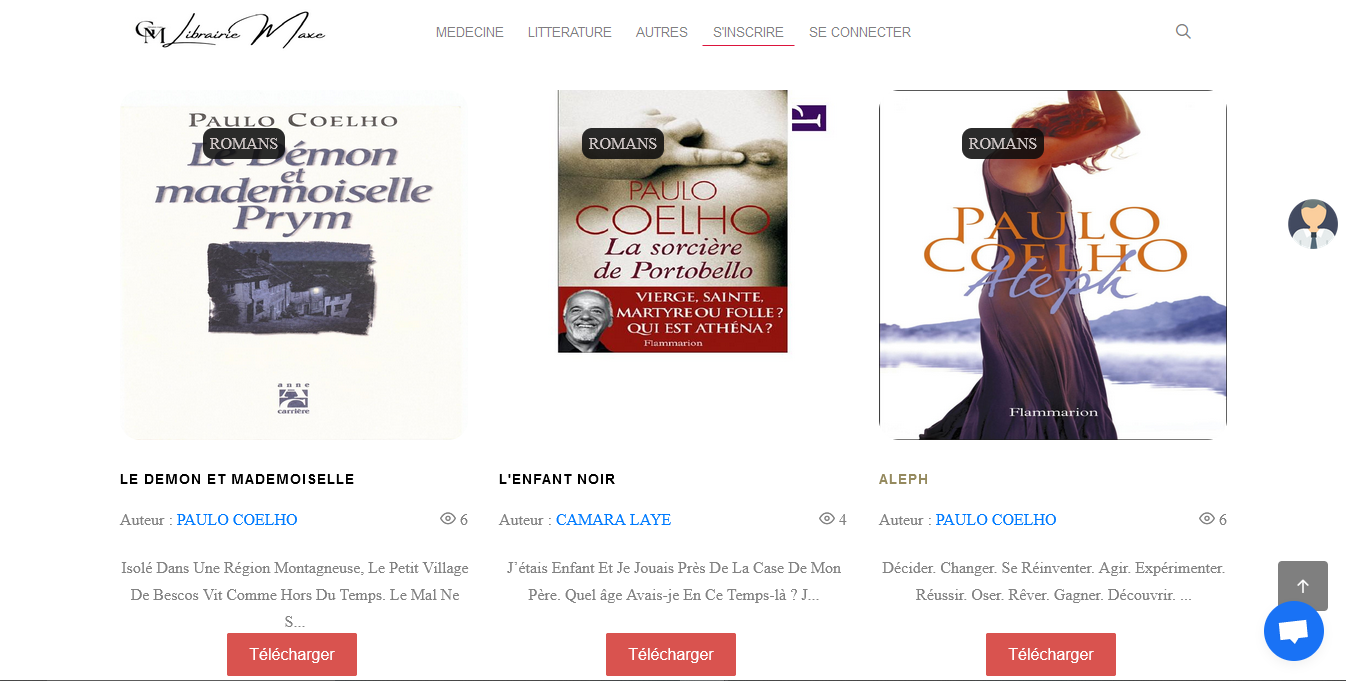 GM Librairie Maxe
MEDECINE LITTERATURE AUTRES S'INSCRIRE SE CONNECTER
PAULO COELHO
ROMANS
Le Démon
et
mademoiselle
Prym
anne
carrière
ROMANS
PAULO
COELHO
La sorcière
de Portobello
VIERGE, SAINTE,
MARTYRE OU FOLLE?
QUI EST ATHÉNA?
Flammarion
ROMANS
PAULO
COELHO
Aleph
Flammarion
LE DEMON ET MADEMOISELLE
Auteur : PAULO COELHO 6
Isolé Dans Une Région Montagneuse, Le Petit Village
De Bescos Vit Comme Hors Du Temps. Le Mal Ne
S...
Télécharger
L'ENFANT NOIR
Auteur : CAMARA LAYE 4
J’étais Enfant Et Je Jouais Près De La Case De Mon
Père. Quel âge Avais-je En Ce Temps-là ? J...
Télécharger
ALEPH
Auteur : PAULO COELHO 6
Décider. Changer. Se Réinventer. Agir. Expérimenter.
Réussir. Oser. Rêver. Gagner. Découvrir. ...
Télécharger